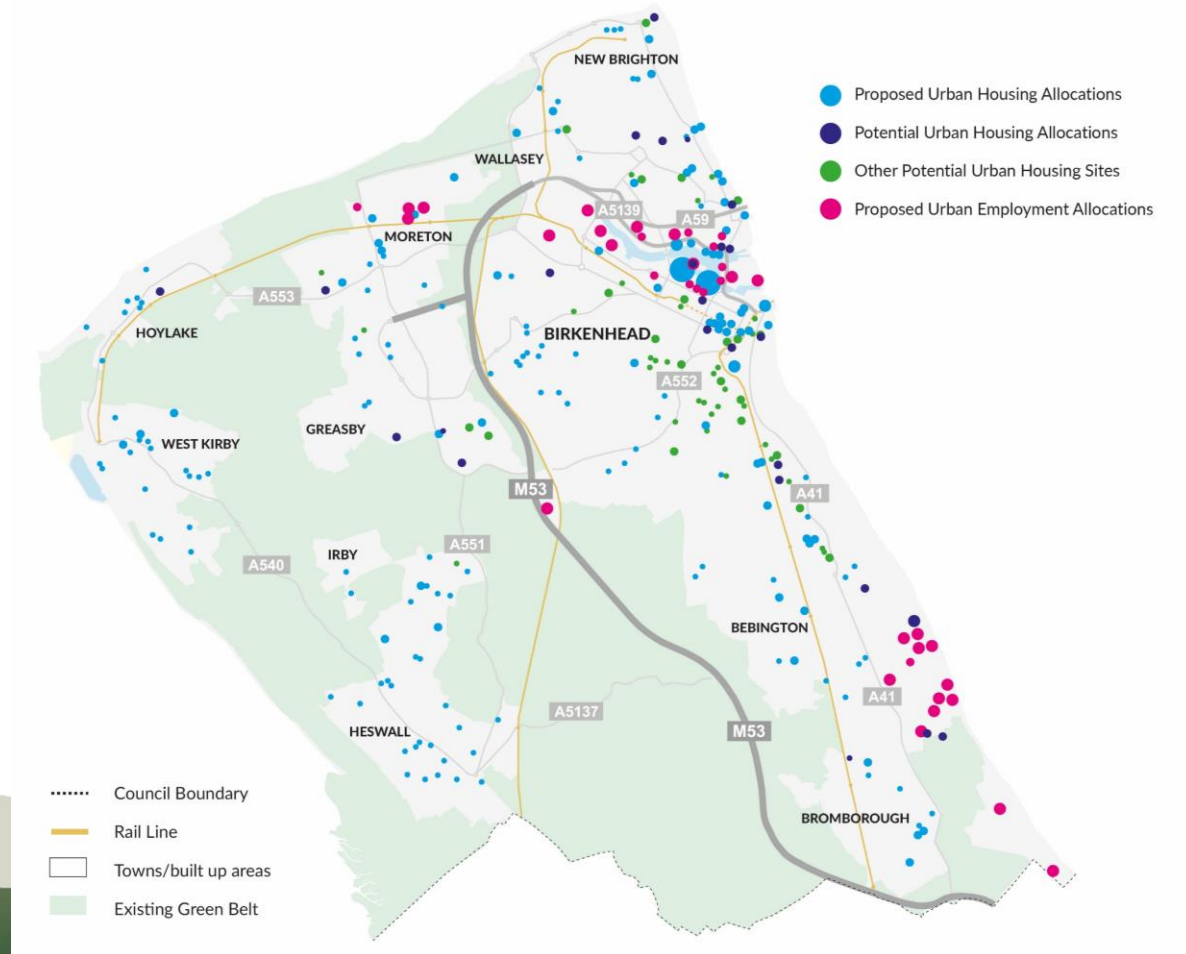 NEW BRIGHTON
Proposed Urban Housing Allocations
Potential Urban Housing Allocations
Other Potential Urban Housing Sites
Proposed Urban Employment Allocations
WALLASEY
A5139
A59
MORETON
A553
HOYLAKE
BIRKENHEAD
A552
GREASBY
WEST KIRBY
M53
A41
A551
IRBY
A540
BEBINGTON
A41
A5137
HESWALL
M53
BROMBOROUGH
Council Boundary
Rail Line
Towns/built up areas
Existing Green Belt